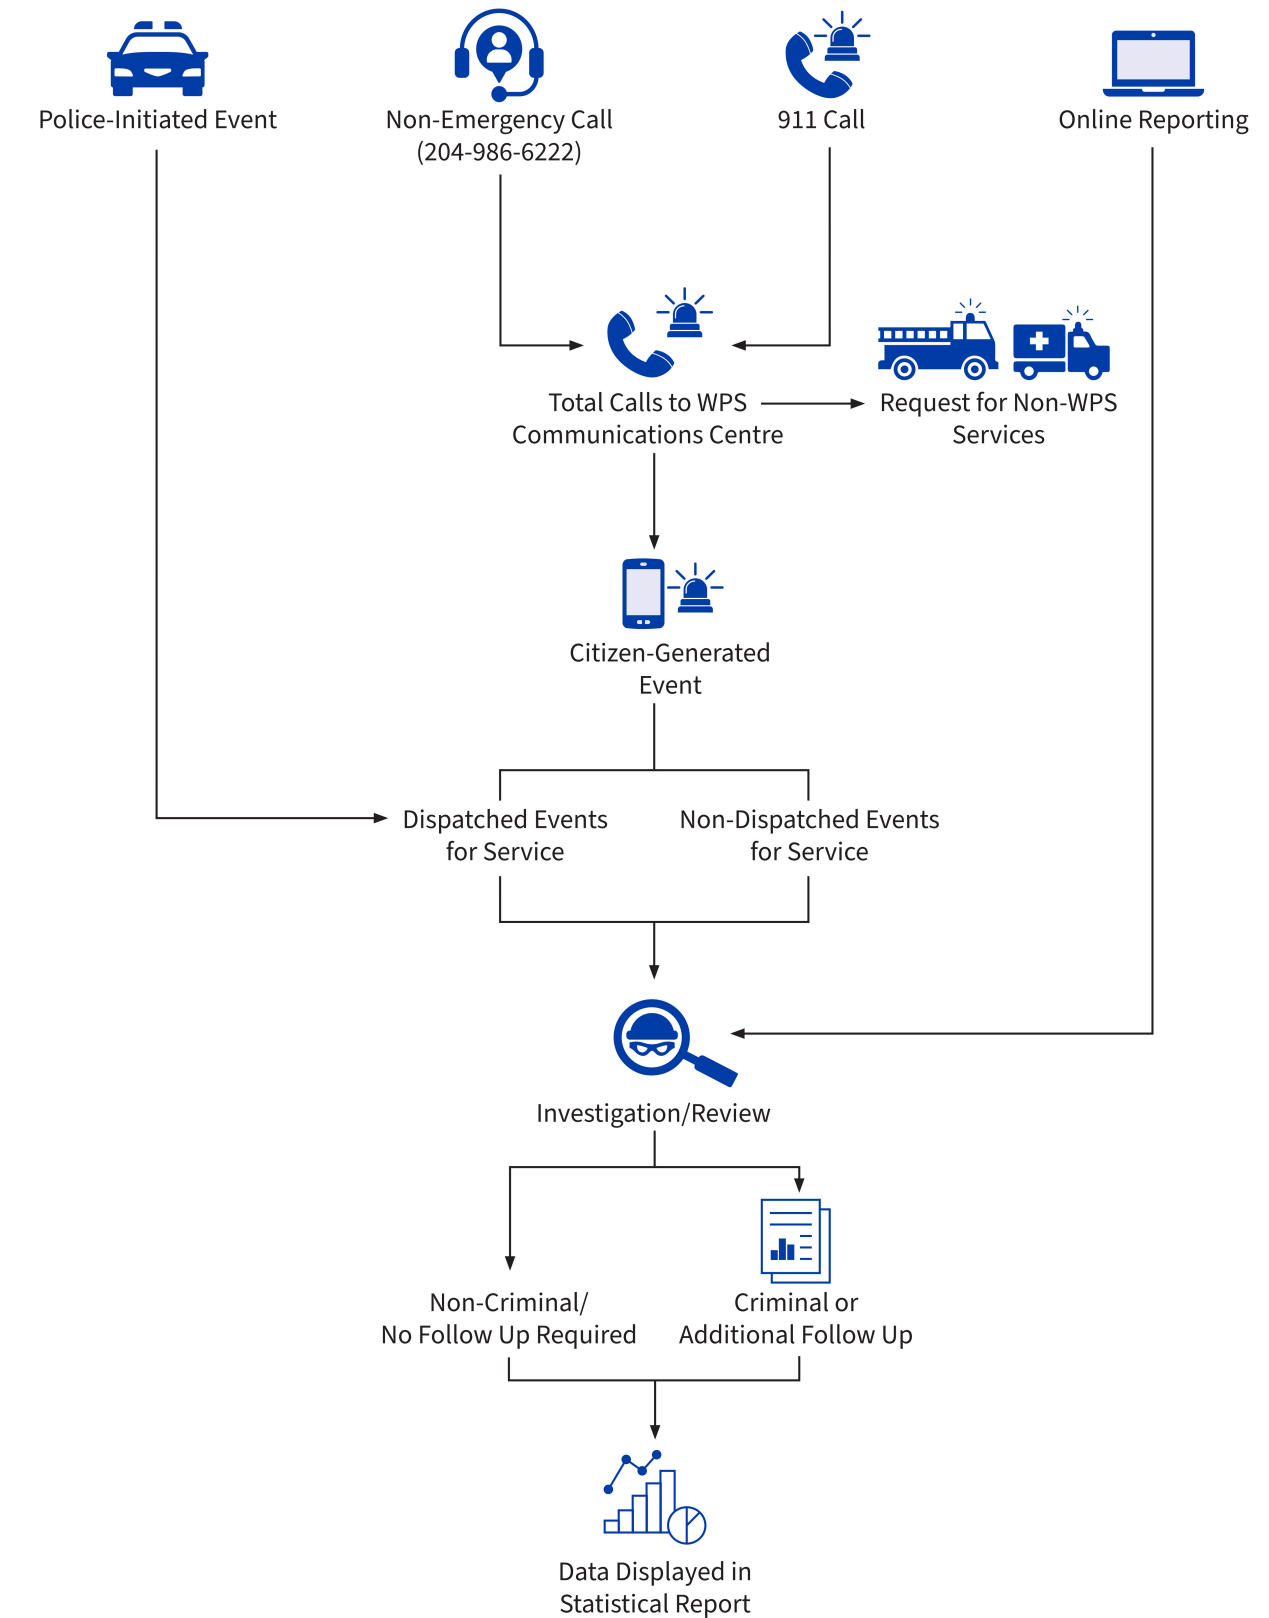 Police-Initiated Event
Non-Emergency Call
(204-986-6222)
911 Call
Online Reporting
Total Calls to WPS
Communications Centre
Request for Non-WPS
Services
Citizen-Generated
Event
Dispatched Events
for Service
Non-Dispatched Events
for Service
Investigation/Review
Non-Criminal/
No Follow Up Required
Criminal or
Additional Follow Up
Data Displayed in
Statistical Report